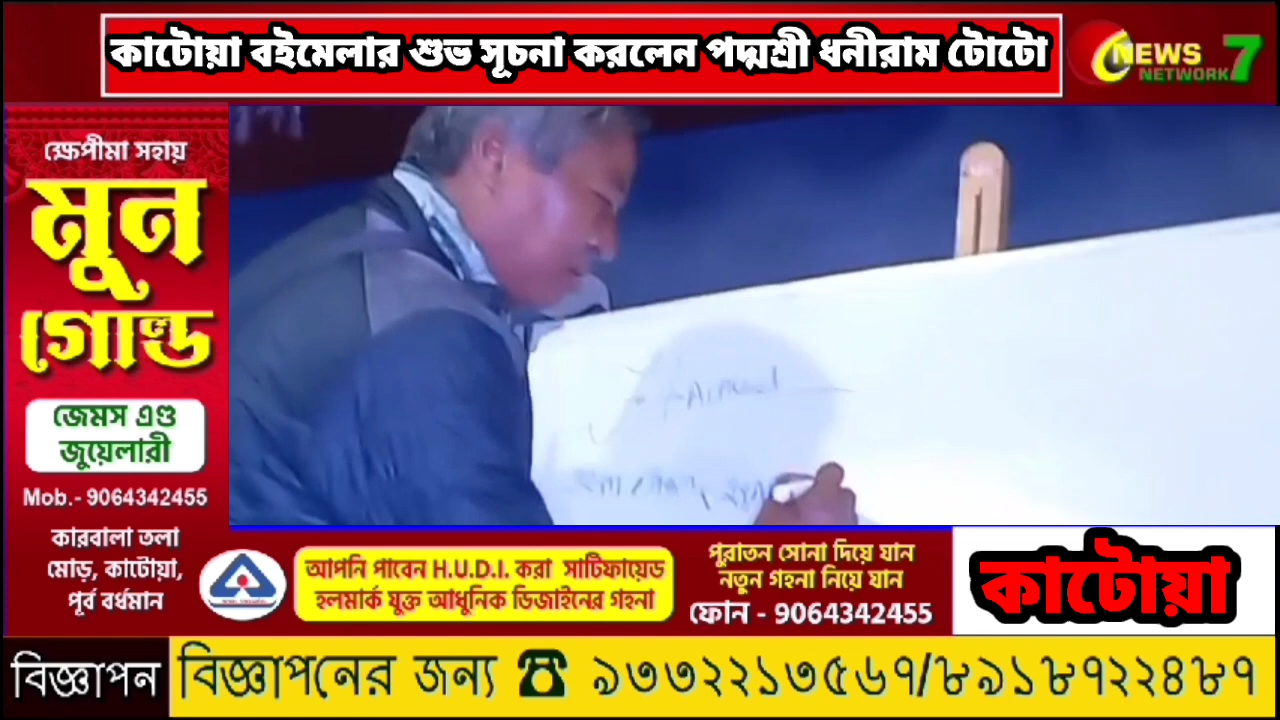 কাটোয়া বইমেলার শুভ সূচনা করলেন পদ্মশ্রী ধনীরাম টোটো
NEWS
NETWORK 7
ক্ষেপীমা সহায়
মুন
গোল্ড
জেমস এণ্ড
জুয়েলারী
Mob.- 9064342455
কারবালা তলা
মোড়, কাটোয়া,
পূর্ব বর্ধমান
আপনি পাবেন H.U.D.I. করা সার্টিফায়েড
হলমার্ক যুক্ত আধুনিক ডিজাইনের গহনা
পুরাতন সোনা দিয়ে যান
নতুন গহনা নিয়ে যান
ফোন - 9064342455
কাটোয়া
বিজ্ঞাপন
বিজ্ঞাপনের জন্য ☎ ৯৩৩২২১৩৫৬৭/৮৯১৮৭২২৪৮৭